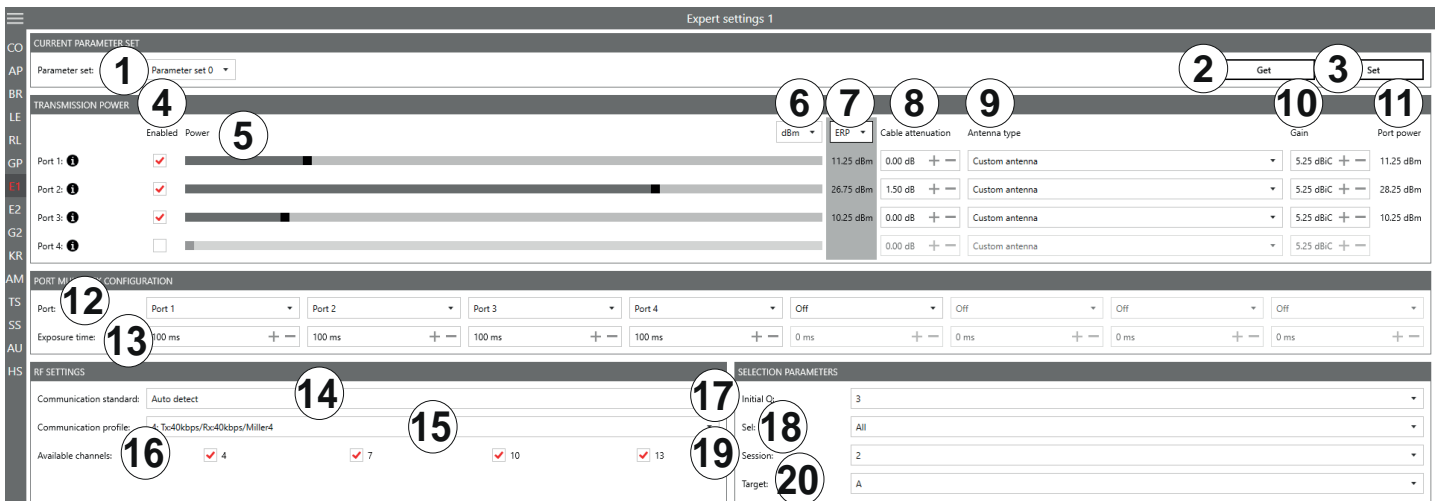 Expert settings 1
CO
AP
BR
LE
RL
GP
E1
E2
G2
KR
AM
TS
SS
AU
HS
CURRENT PARAMETER SET
Parameter set: 1 Parameter set 0 2 Get 3 Set
TRANSMISSION POWER 4 5 6 7 8 9 10 11
Enabled Power dBm ERP Cable attenuation Antenna type Gain Port power
Port 1: 11.25 dBm 0.00 dB Custom antenna 5.25 dBiC 11.25 dBm
Port 2: 26.75 dBm 1.50 dB Custom antenna 5.25 dBiC 28.25 dBm
Port 3: 10.25 dBm 0.00 dB Custom antenna 5.25 dBiC 10.25 dBm
Port 4: 0.00 dB Custom antenna 5.25 dBiC
PORT CONFIGURATION
Port: 12 Port 1 Port 2 Port 3 Port 4 Off Off Off Off
Exposure time: 13 100 ms 100 ms 100 ms 100 ms 0 ms 0 ms 0 ms 0 ms
RF SETTINGS
Communication standard: Auto detect 14
Communication profile: 4: Tx:40kbps/Rx:40kbps/Miller4 15
Available channels: 16 4 7 10 13
SELECTION PARAMETERS
17 Initial Q: 3
Sel: 18 All
19 Session: 2
Target: 20 A